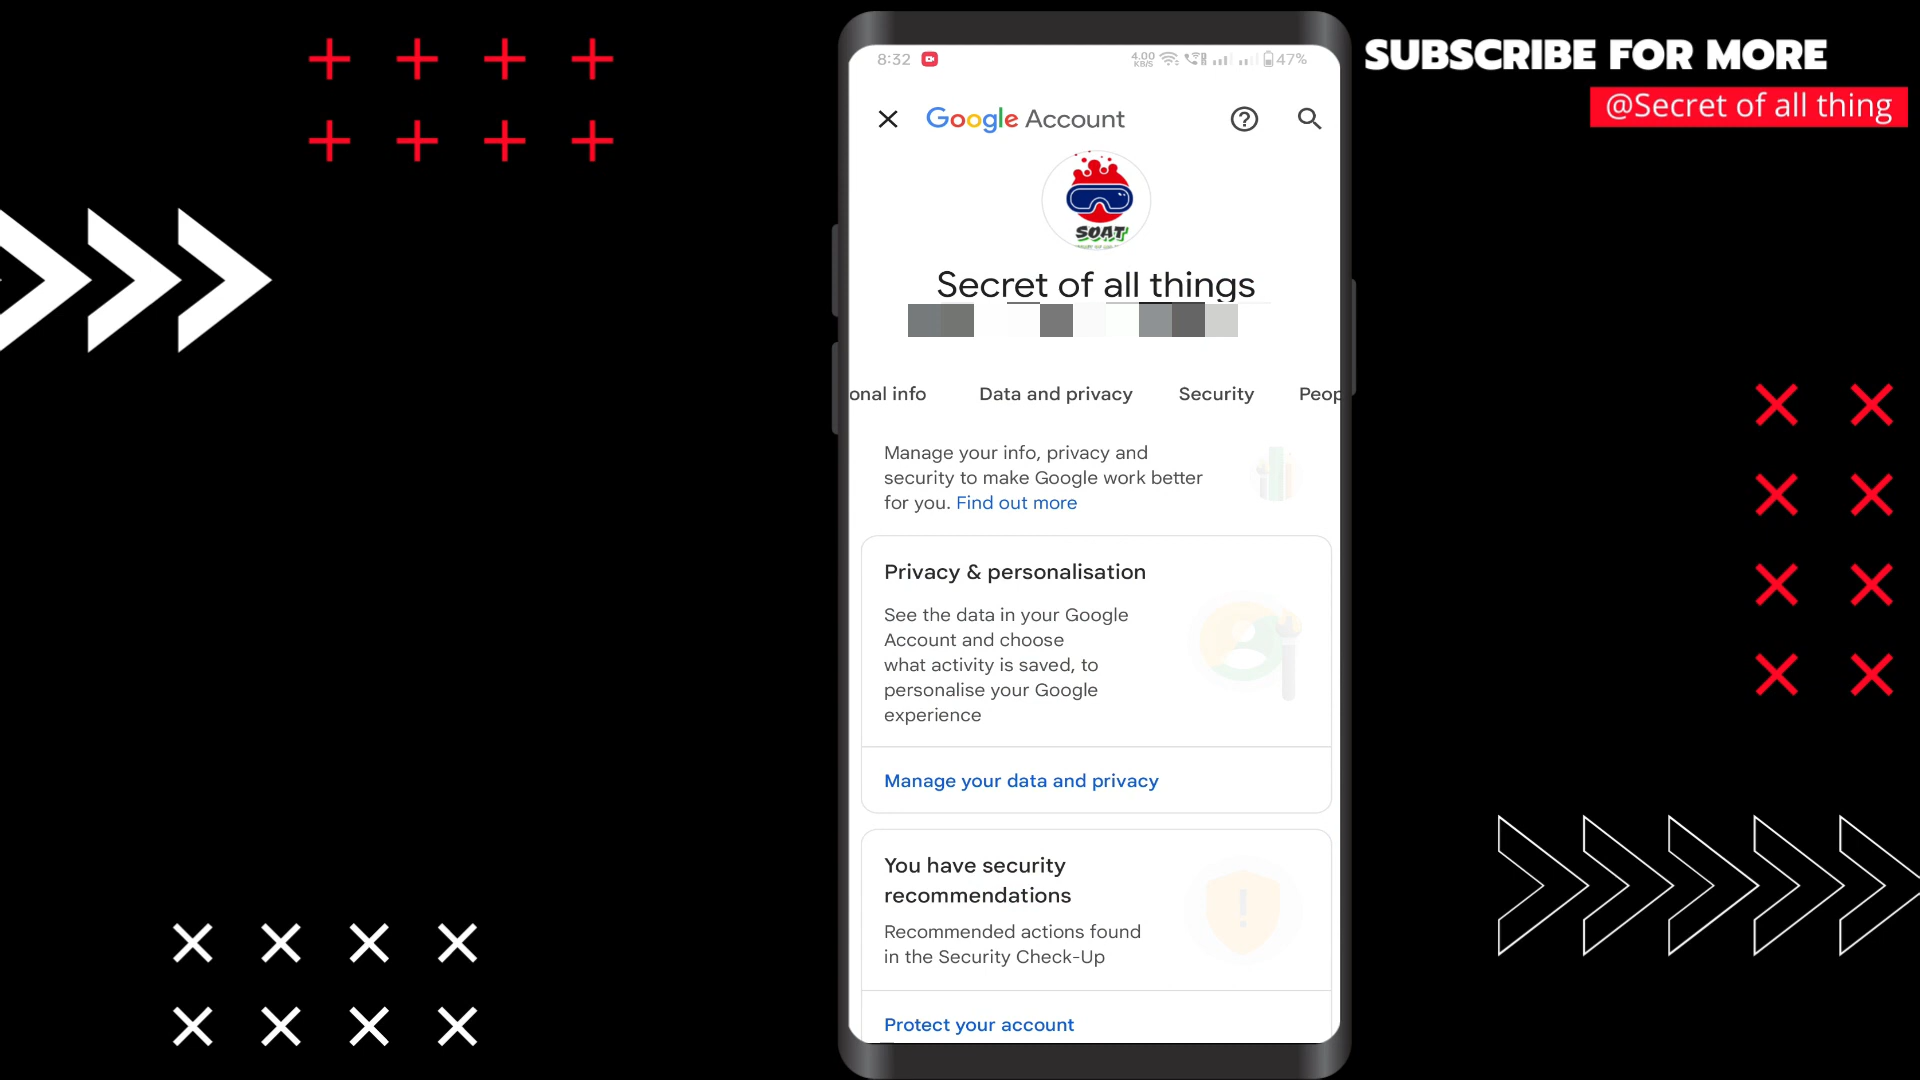 SUBSCRIBE FOR MORE
@Secret of all thing
8:32
4.00
KB/S
47%
Google Account
SOAT
Secret of all things
onal info
Data and privacy
Security
Peop
Manage your info, privacy and
security to make Google work better
for you. Find out more
Privacy & personalisation
See the data in your Google
Account and choose
what activity is saved, to
personalise your Google
experience
Manage your data and privacy
You have security
recommendations
Recommended actions found
in the Security Check-Up
Protect your account